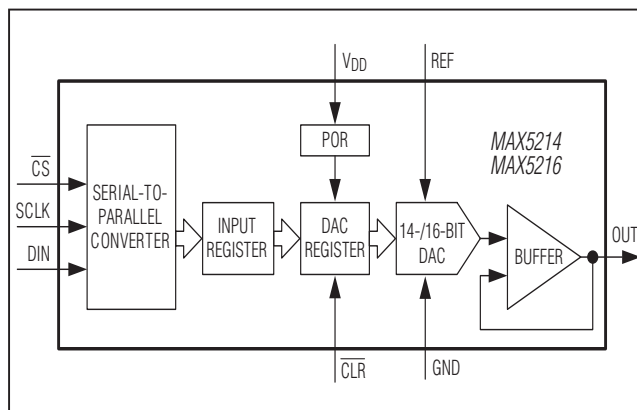 VDD
REF
POR
MAX5214
MAX5216
CS
SCLK
DIN
SERIAL-TO-
PARALLEL
CONVERTER
INPUT
REGISTER
DAC
REGISTER
14-/16-BIT
DAC
BUFFER
OUT
CLR
GND